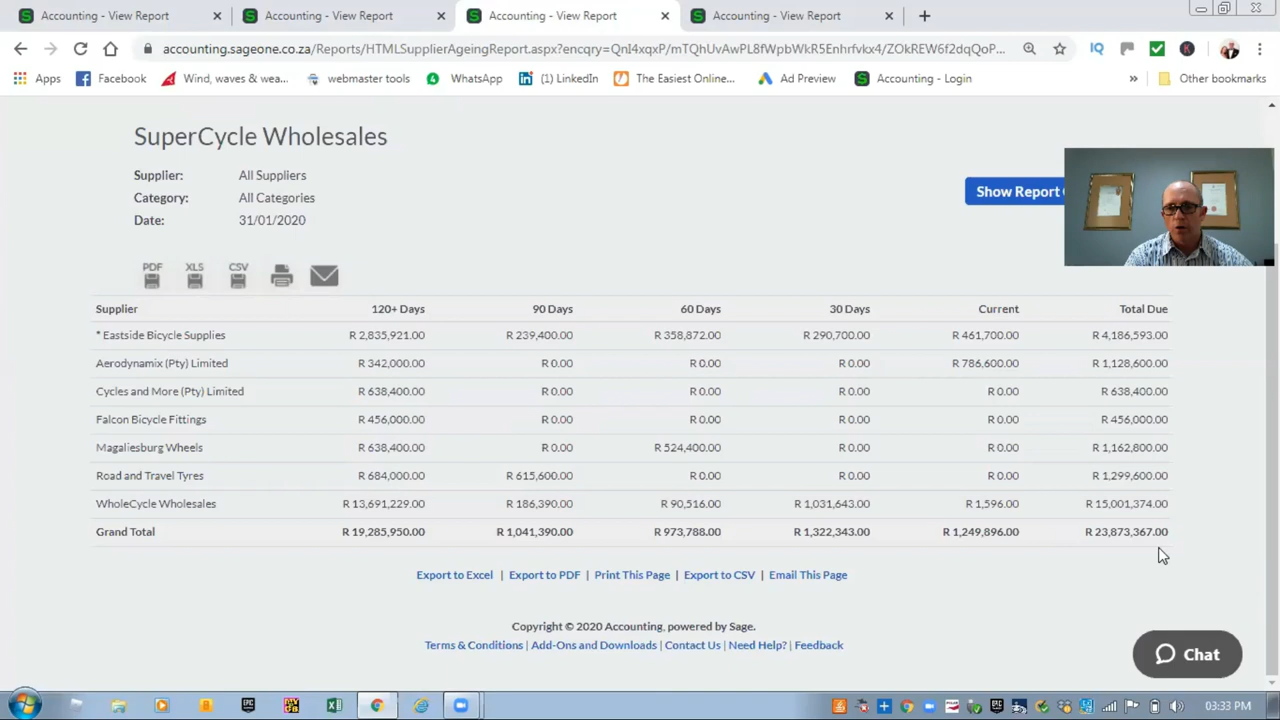 Accounting - View Report
Accounting - View Report
Accounting - View Report
Accounting - View Report
accounting.sageone.co.za/Reports/HTMLSupplierAgeingReport.aspx?encqry=QnI4xqxP/mTQhUvAwPL8fWpbWkR5Enhrfvkx4/ZOkREW6f2dqQoP...
Apps Facebook Wind, waves & wea... webmaster tools WhatsApp (1) LinkedIn The Easiest Online... Ad Preview Accounting - Login » Other bookmarks
SuperCycle Wholesales
Supplier: All Suppliers
Category: All Categories
Date: 31/01/2020
Show Report
PDF XLS CSV
Supplier 120+ Days 90 Days 60 Days 30 Days Current Total Due
* Eastside Bicycle Supplies R 2,835,921.00 R 239,400.00 R 358,872.00 R 290,700.00 R 461,700.00 R 4,186,593.00
Aerodynamix (Pty) Limited R 342,000.00 R 0.00 R 0.00 R 0.00 R 786,600.00 R 1,128,600.00
Cycles and More (Pty) Limited R 638,400.00 R 0.00 R 0.00 R 0.00 R 0.00 R 638,400.00
Falcon Bicycle Fittings R 456,000.00 R 0.00 R 0.00 R 0.00 R 0.00 R 456,000.00
Magaliesburg Wheels R 638,400.00 R 0.00 R 524,400.00 R 0.00 R 0.00 R 1,162,800.00
Road and Travel Tyres R 684,000.00 R 615,600.00 R 0.00 R 0.00 R 0.00 R 1,299,600.00
WholeCycle Wholesales R 13,691,229.00 R 186,390.00 R 90,516.00 R 1,031,643.00 R 1,596.00 R 15,001,374.00
Grand Total R 19,285,950.00 R 1,041,390.00 R 973,788.00 R 1,322,343.00 R 1,249,896.00 R 23,873,367.00
Export to Excel | Export to PDF | Print This Page | Export to CSV | Email This Page
Copyright © 2020 Accounting, powered by Sage.
Terms & Conditions | Add-Ons and Downloads | Contact Us | Need Help? | Feedback
Chat
03:33 PM